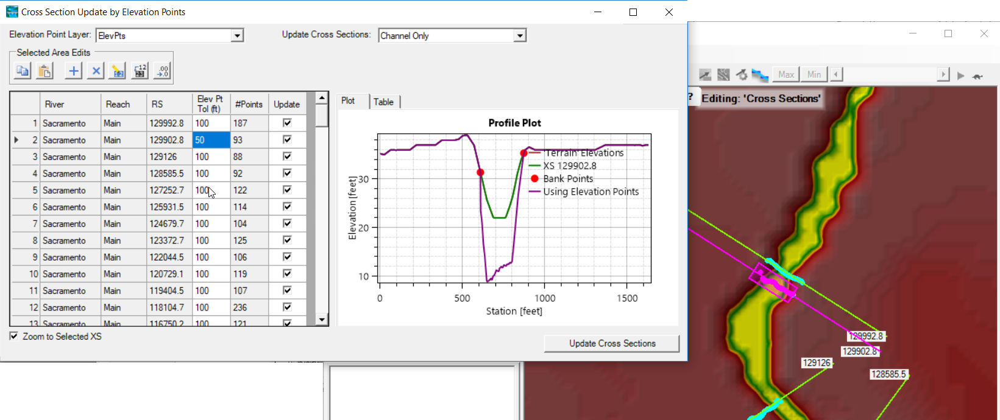 Cross Section Update by Elevation Points
Elevation Point Layer: ElevPts Update Cross Sections: Channel Only
Selected Area Edits
River Reach RS Elev Pt Tol (ft) #Points Update
1 Sacramento Main 129992.8 100 187
2 Sacramento Main 129902.8 50 93
3 Sacramento Main 129126 100 88
4 Sacramento Main 128585.5 100 92
5 Sacramento Main 127252.7 100 122
6 Sacramento Main 125931.5 100 114
7 Sacramento Main 124679.7 100 104
8 Sacramento Main 123372.7 100 125
9 Sacramento Main 122044.5 100 106
10 Sacramento Main 120729.1 100 119
11 Sacramento Main 119404.5 100 107
12 Sacramento Main 118104.7 100 236
13 Sacramento Main 116750.2 100 121
Zoom to Selected XS
Plot Table
Profile Plot
'Terrain' Elevations
XS 129902.8
Bank Points
Using Elevation Points
Elevation [feet]
30
20
10
0 500 1000 1500
Station [feet]
Update Cross Sections
Max Min
? Editing: 'Cross Sections'
129992.8
129902.8
129126
128585.5